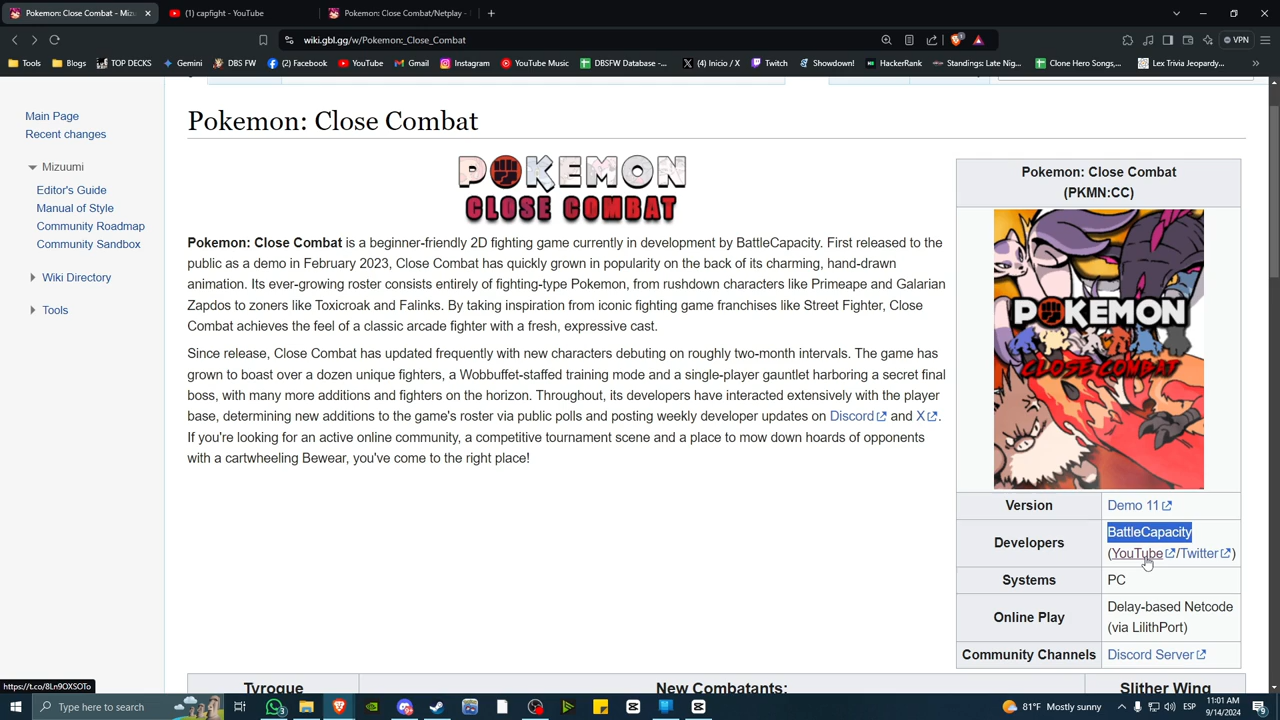 Pokemon: Close Combat - Mizu
(1) capfight - YouTube
Pokemon: Close Combat/Netplay -
wiki.gbl.gg/w/Pokemon:_Close_Combat
VPN
Tools
Blogs
TOP DECKS
Gemini
DBS FW
(2) Facebook
YouTube
Gmail
Instagram
YouTube Music
DBSFW Database -...
(4) Inicio / X
Twitch
Showdown!
HackerRank
Standings: Late Nig...
Clone Hero Songs,...
Lex Trivia Jeopardy...
Main Page
Recent changes
Mizuumi
Editor's Guide
Manual of Style
Community Roadmap
Community Sandbox
Wiki Directory
Tools
Pokemon: Close Combat
POKEMON
CLOSE COMBAT
Pokemon: Close Combat is a beginner-friendly 2D fighting game currently in development by BattleCapacity. First released to the
public as a demo in February 2023, Close Combat has quickly grown in popularity on the back of its charming, hand-drawn
animation. Its ever-growing roster consists entirely of fighting-type Pokemon, from rushdown characters like Primeape and Galarian
Zapdos to zoners like Toxicroak and Falinks. By taking inspiration from iconic fighting game franchises like Street Fighter, Close
Combat achieves the feel of a classic arcade fighter with a fresh, expressive cast.
Since release, Close Combat has updated frequently with new characters debuting on roughly two-month intervals. The game has
grown to boast over a dozen unique fighters, a Wobbuffet-staffed training mode and a single-player gauntlet harboring a secret final
boss, with many more additions and fighters on the horizon. Throughout, its developers have interacted extensively with the player
base, determining new additions to the game's roster via public polls and posting weekly developer updates on Discord and X.
If you're looking for an active online community, a competitive tournament scene and a place to mow down hoards of opponents
with a cartwheeling Bewear, you've come to the right place!
Pokemon: Close Combat
(PKMN:CC)
POKEMON
CLOSE COMBAT
Version
Demo 11
Developers
BattleCapacity
(YouTube/Twitter)
Systems
PC
Online Play
Delay-based Netcode
(via LilithPort)
Community Channels
Discord Server
Tyrogue
New Combatants:
Slither Wing
https://t.co/8Ln9OXSOTo
Type here to search
81°F Mostly sunny
ESP
11:01 AM
9/14/2024